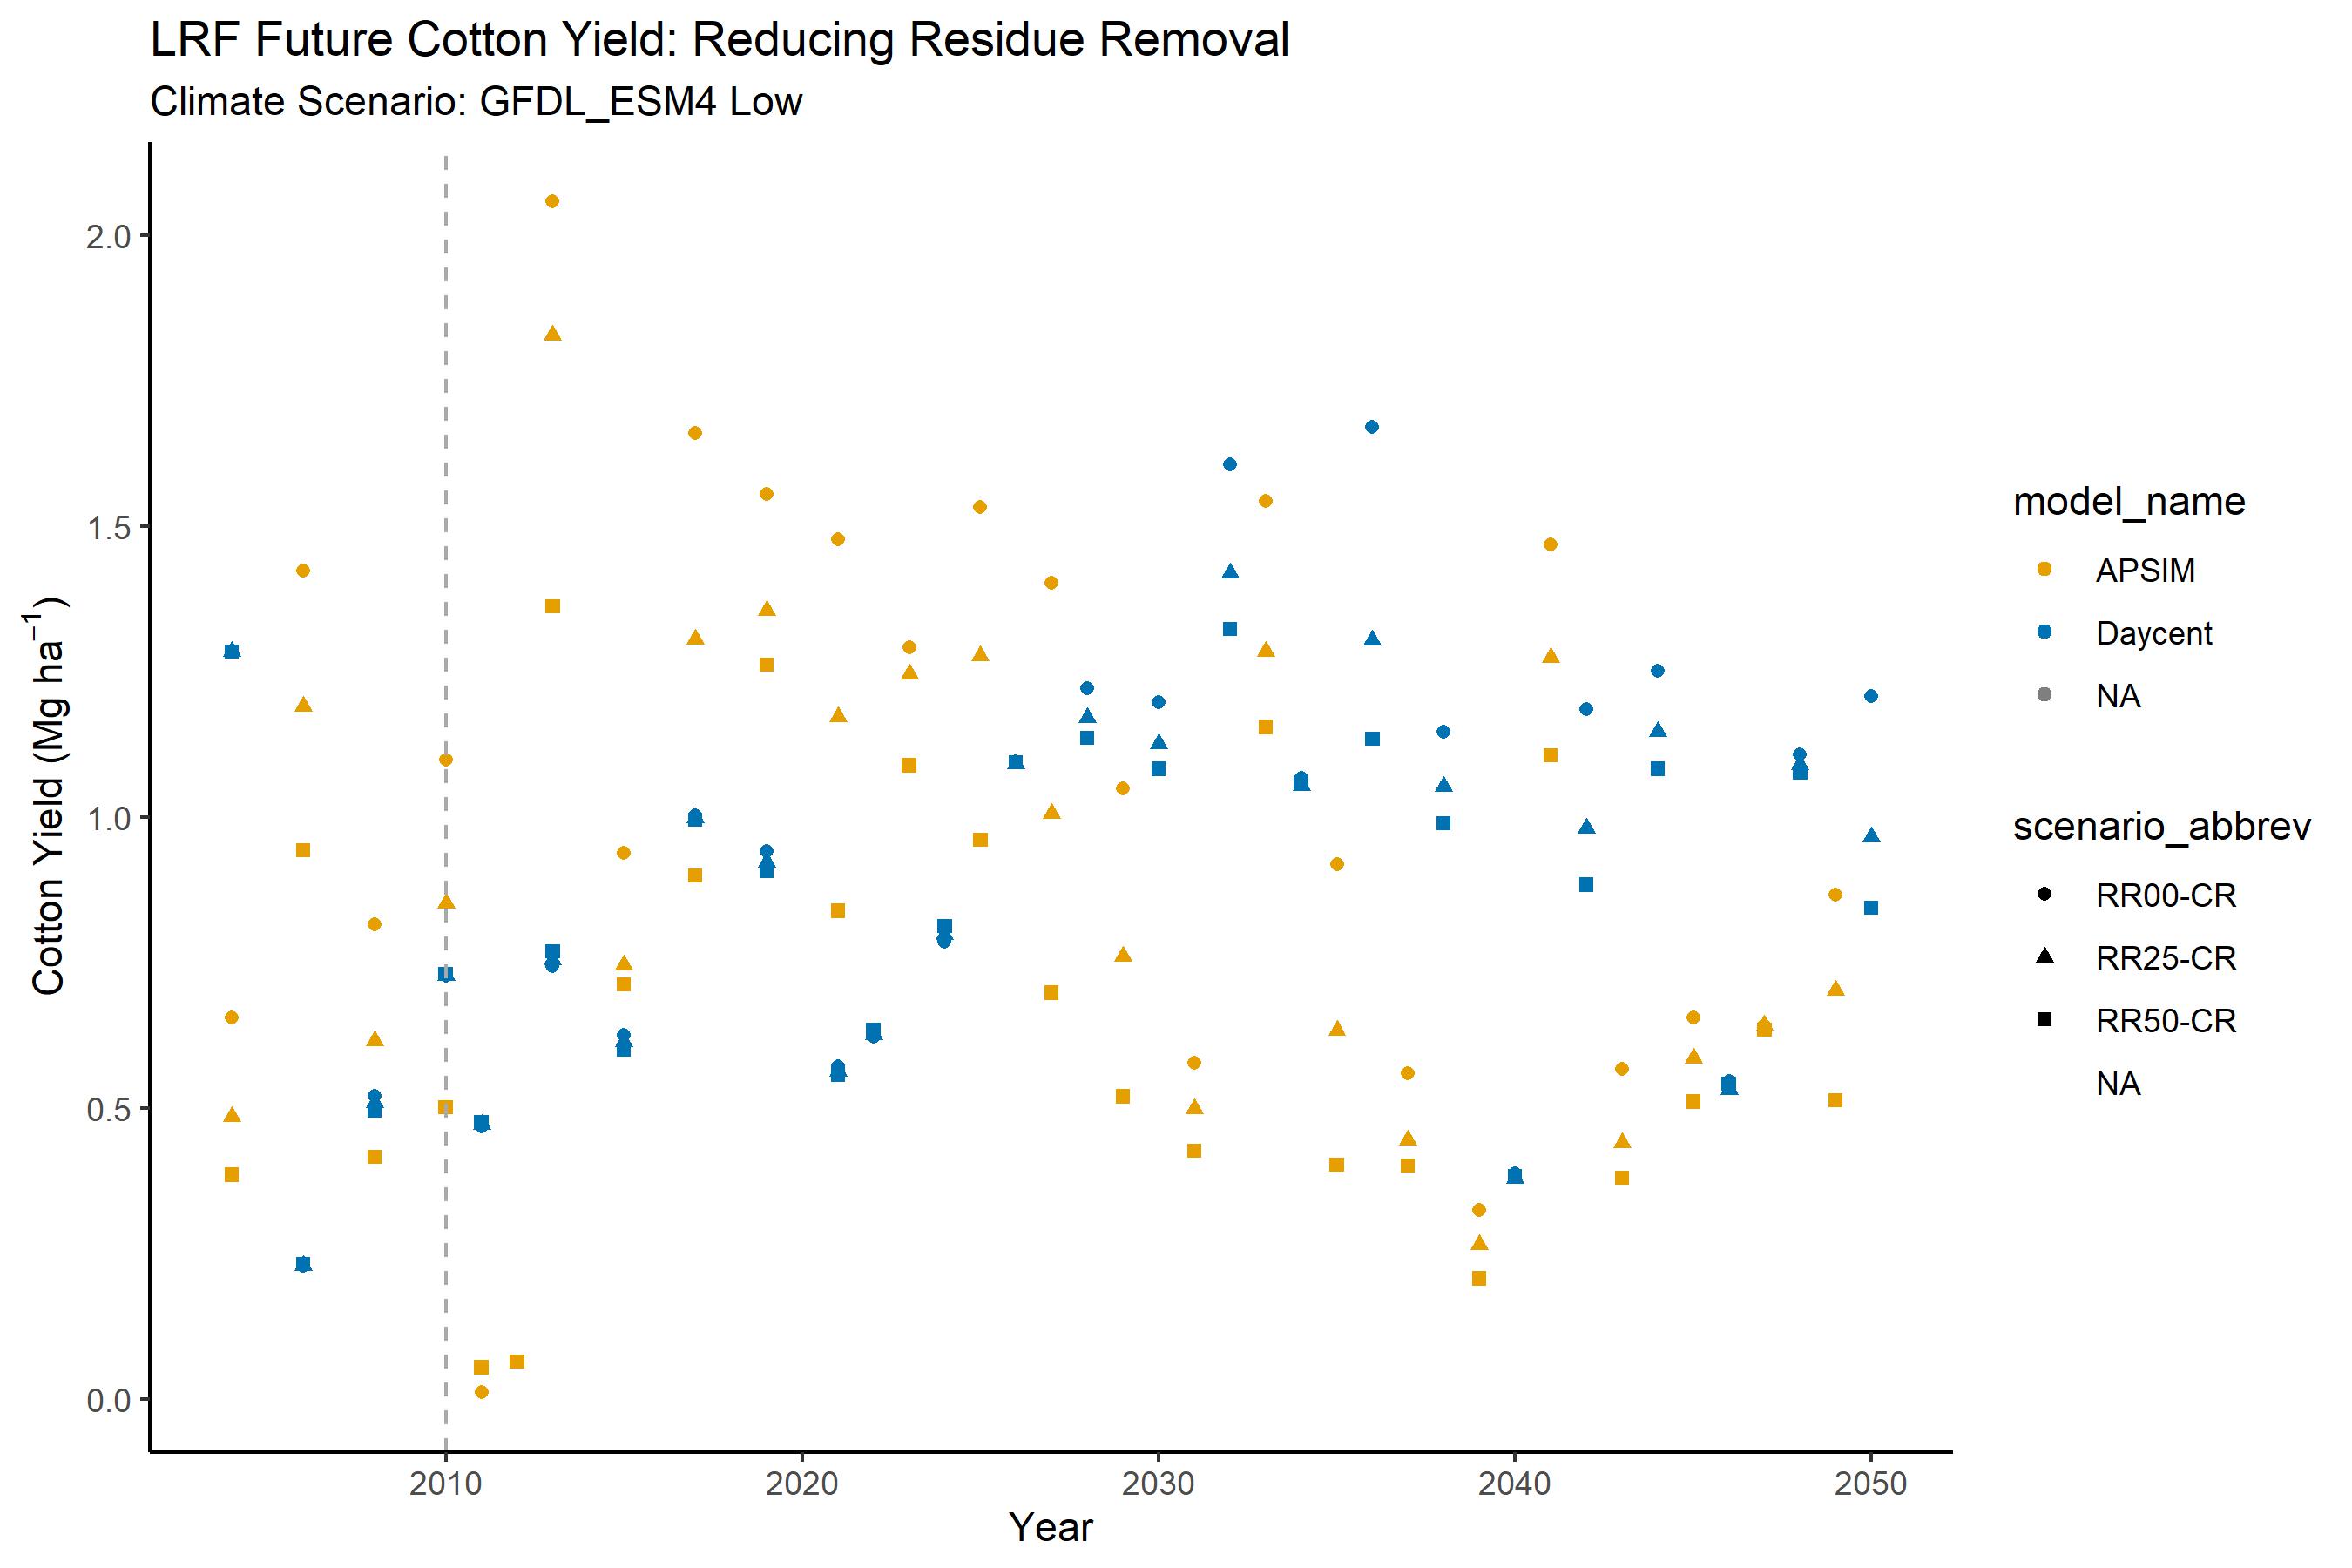 LRF Future Cotton Yield: Reducing Residue Removal
Climate Scenario: GFDL_ESM4 Low
Cotton Yield (Mg ha⁻¹)
2.0
1.5
1.0
0.5
0.0
2010 2020 2030 2040 2050
Year
model_name
APSIM
Daycent
NA
scenario_abbrev
RR00-CR
RR25-CR
RR50-CR
NA